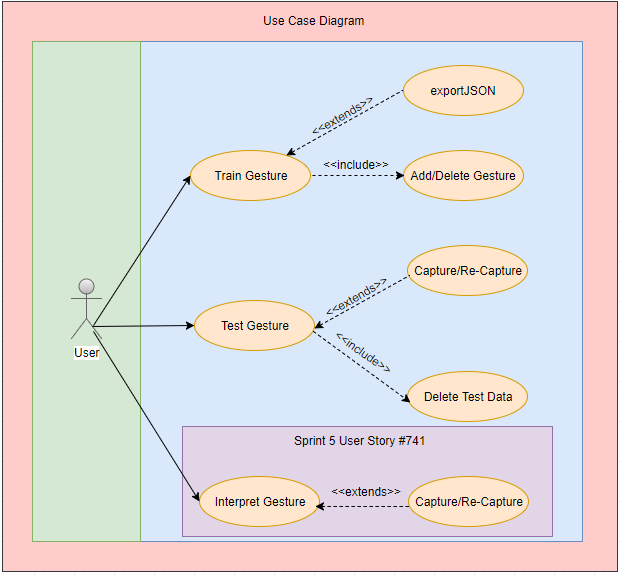 Use Case Diagram
exportJSON
<<extends>>
Train Gesture
<<include>>
Add/Delete Gesture
Capture/Re-Capture
<<extends>>
Test Gesture
<<include>>
User
Delete Test Data
Sprint 5 User Story #741
Interpret Gesture
<<extends>>
Capture/Re-Capture